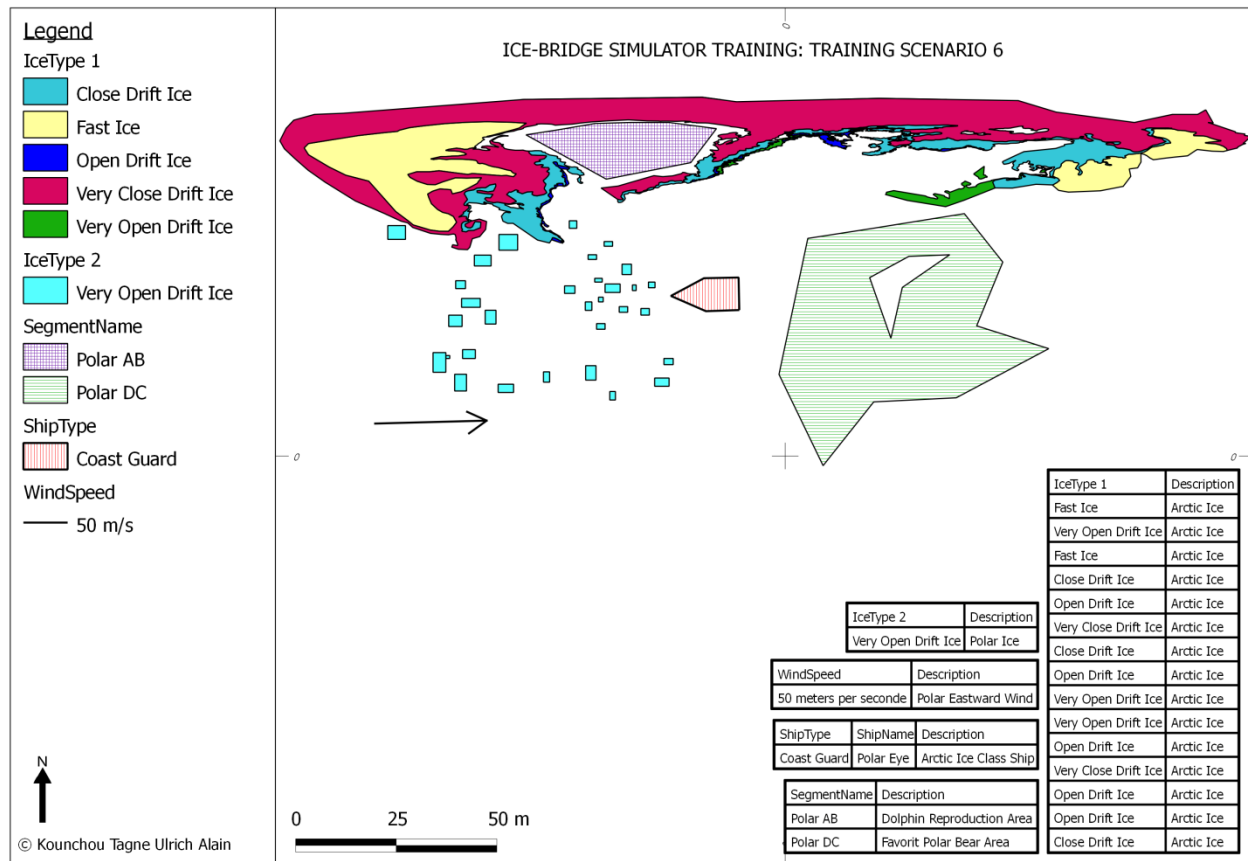 Legend
IceType 1
Close Drift Ice
Fast Ice
Open Drift Ice
Very Close Drift Ice
Very Open Drift Ice
IceType 2
Very Open Drift Ice
SegmentName
Polar AB
Polar DC
ShipType
Coast Guard
WindSpeed
50 m/s
N
© Kounchou Tagne Ulrich Alain
0
ICE-BRIDGE SIMULATOR TRAINING: TRAINING SCENARIO 6
0
0
0 25 50 m
IceType 2 Description
Very Open Drift Ice Polar Ice
WindSpeed Description
50 meters per seconde Polar Eastward Wind
ShipType ShipName Description
Coast Guard Polar Eye Arctic Ice Class Ship
SegmentName Description
Polar AB Dolphin Reproduction Area
Polar DC Favorit Polar Bear Area
IceType 1 Description
Fast Ice Arctic Ice
Very Open Drift Ice Arctic Ice
Fast Ice Arctic Ice
Close Drift Ice Arctic Ice
Open Drift Ice Arctic Ice
Very Close Drift Ice Arctic Ice
Close Drift Ice Arctic Ice
Open Drift Ice Arctic Ice
Very Open Drift Ice Arctic Ice
Very Open Drift Ice Arctic Ice
Open Drift Ice Arctic Ice
Very Close Drift Ice Arctic Ice
Open Drift Ice Arctic Ice
Open Drift Ice Arctic Ice
Close Drift Ice Arctic Ice